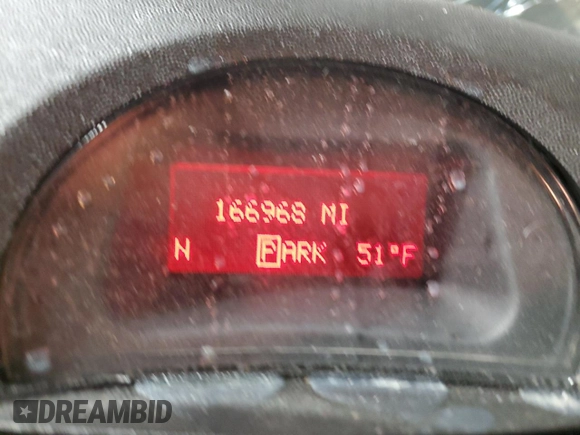 166968 MI
N PARK 51°F
DREAMBID